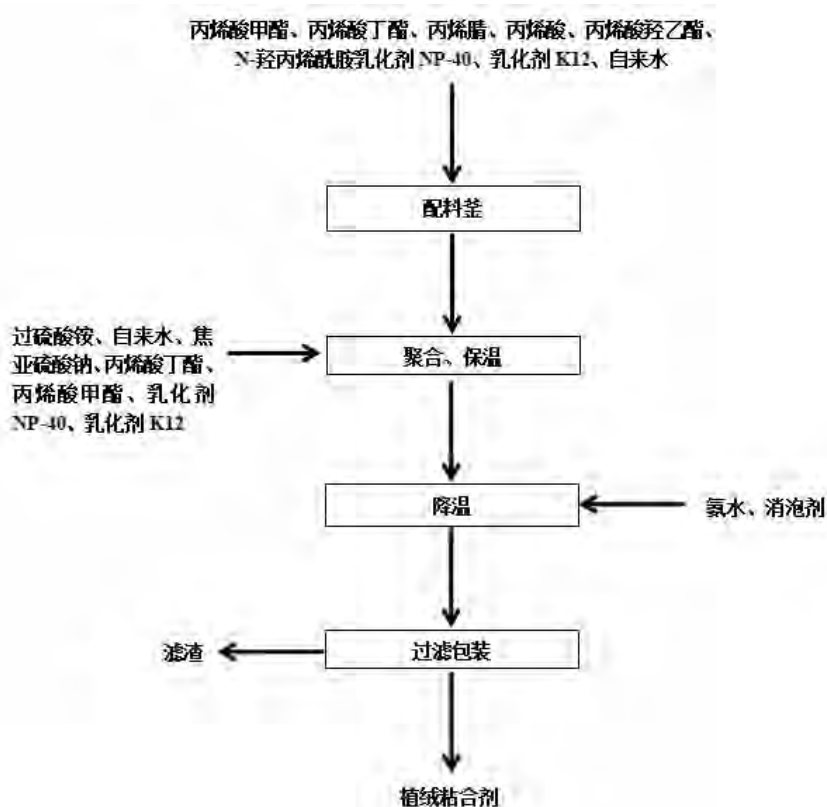 丙烯酸甲酯、丙烯酸丁酯、丙烯腈、丙烯酸、丙烯酸羟乙酯、
N-羟丙烯酰胺乳化剂 NP-40、乳化剂 K12、自来水
配料釜
过硫酸铵、自来水、焦
亚硫酸钠、丙烯酸丁酯、
丙烯酸甲酯、乳化剂
NP-40、乳化剂 K12
聚合、保温
降温
氨水、消泡剂
滤渣
过滤包装
植绒粘合剂